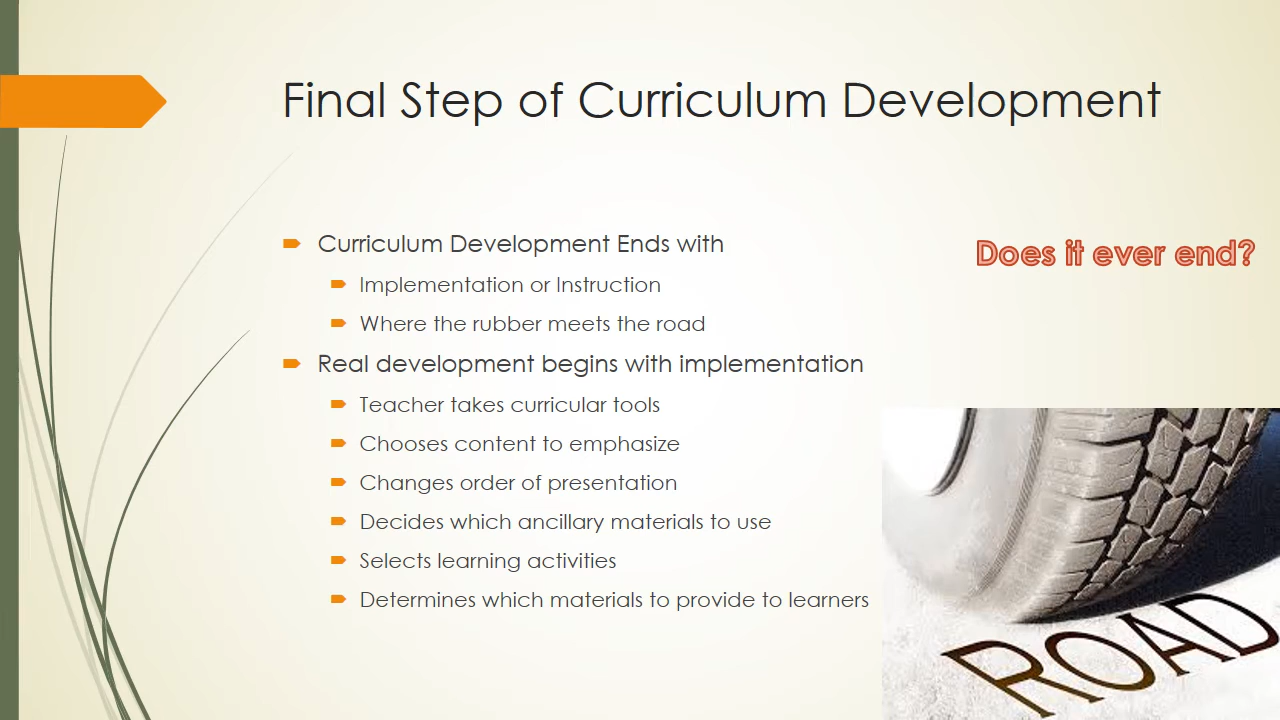 Final Step of Curriculum Development
Curriculum Development Ends with
Does it ever end?
Implementation or Instruction
Where the rubber meets the road
Real development begins with implementation
Teacher takes curricular tools
Chooses content to emphasize
Changes order of presentation
Decides which ancillary materials to use
Selects learning activities
Determines which materials to provide to learners
ROAD